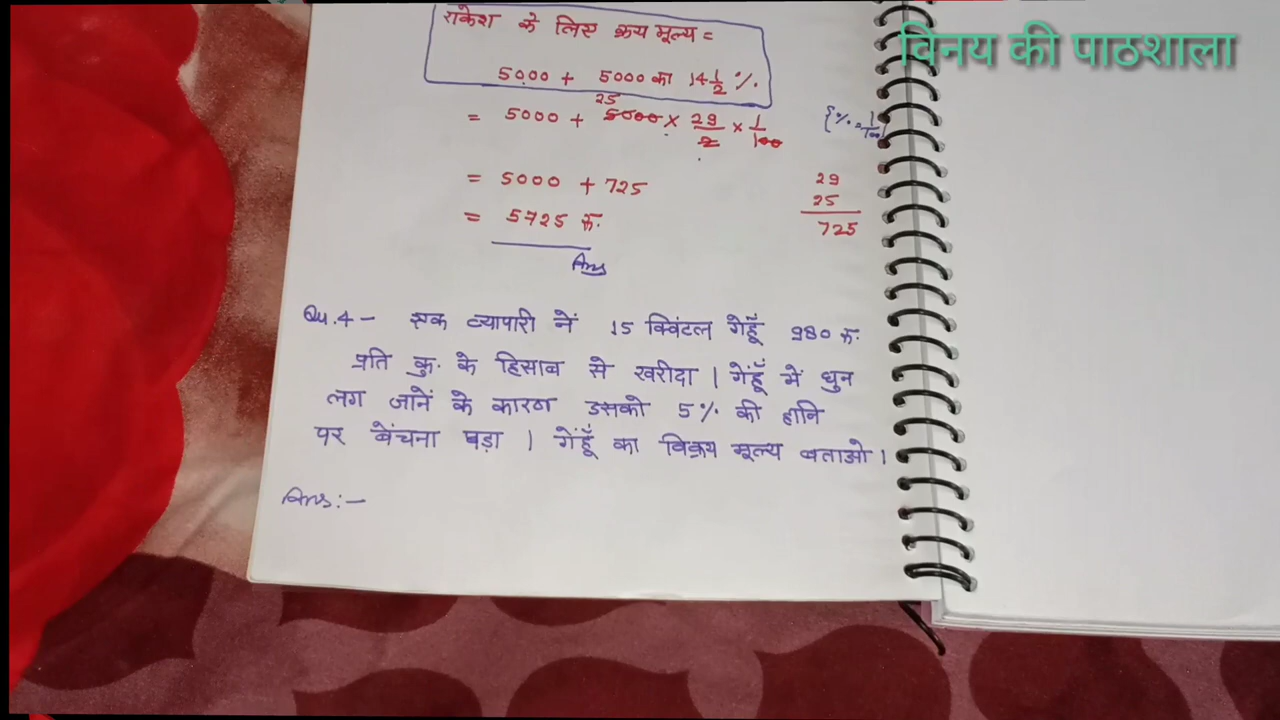 विनय की पाठशाला
राकेश के लिए क्रय मूल्य =
5000 + 5000 का 14 1/2 %
25
= 5000 + 5000 × 29/2 × 1/100 {% = 1/100}
= 5000 + 725
= 5725 रू.
Ans
29
25
725
Qu.4- एक व्यापारी नें 15 क्विंटल गेहूँ 980 रू.
प्रति कु. के हिसाब से खरीदा । गेंहूँ में घुन
लग जानें के कारण उसको 5% की हानि
पर बेंचना पड़ा । गेंहूँ का विक्रय मूल्य बताओ ।
Ans:-